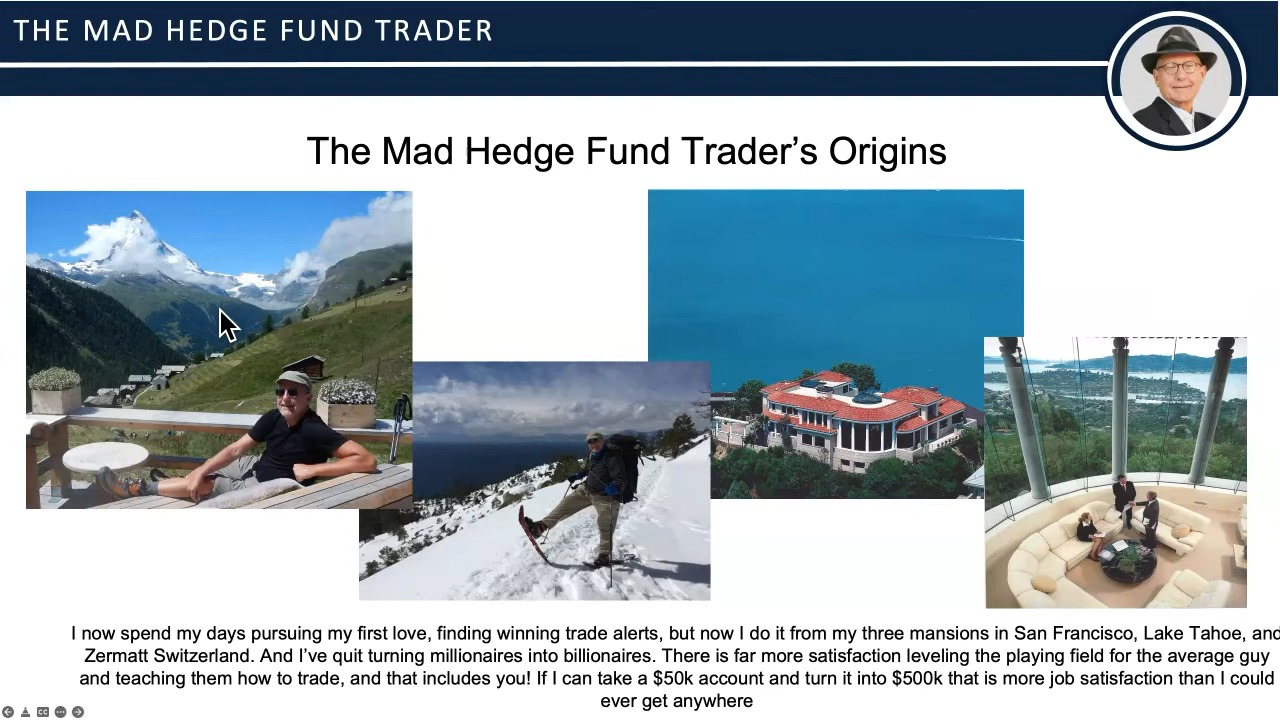 THE MAD HEDGE FUND TRADER
The Mad Hedge Fund Trader’s Origins
I now spend my days pursuing my first love, finding winning trade alerts, but now I do it from my three mansions in San Francisco, Lake Tahoe, and
Zermatt Switzerland. And I’ve quit turning millionaires into billionaires. There is far more satisfaction leveling the playing field for the average guy
and teaching them how to trade, and that includes you! If I can take a $50k account and turn it into $500k that is more job satisfaction than I could
ever get anywhere